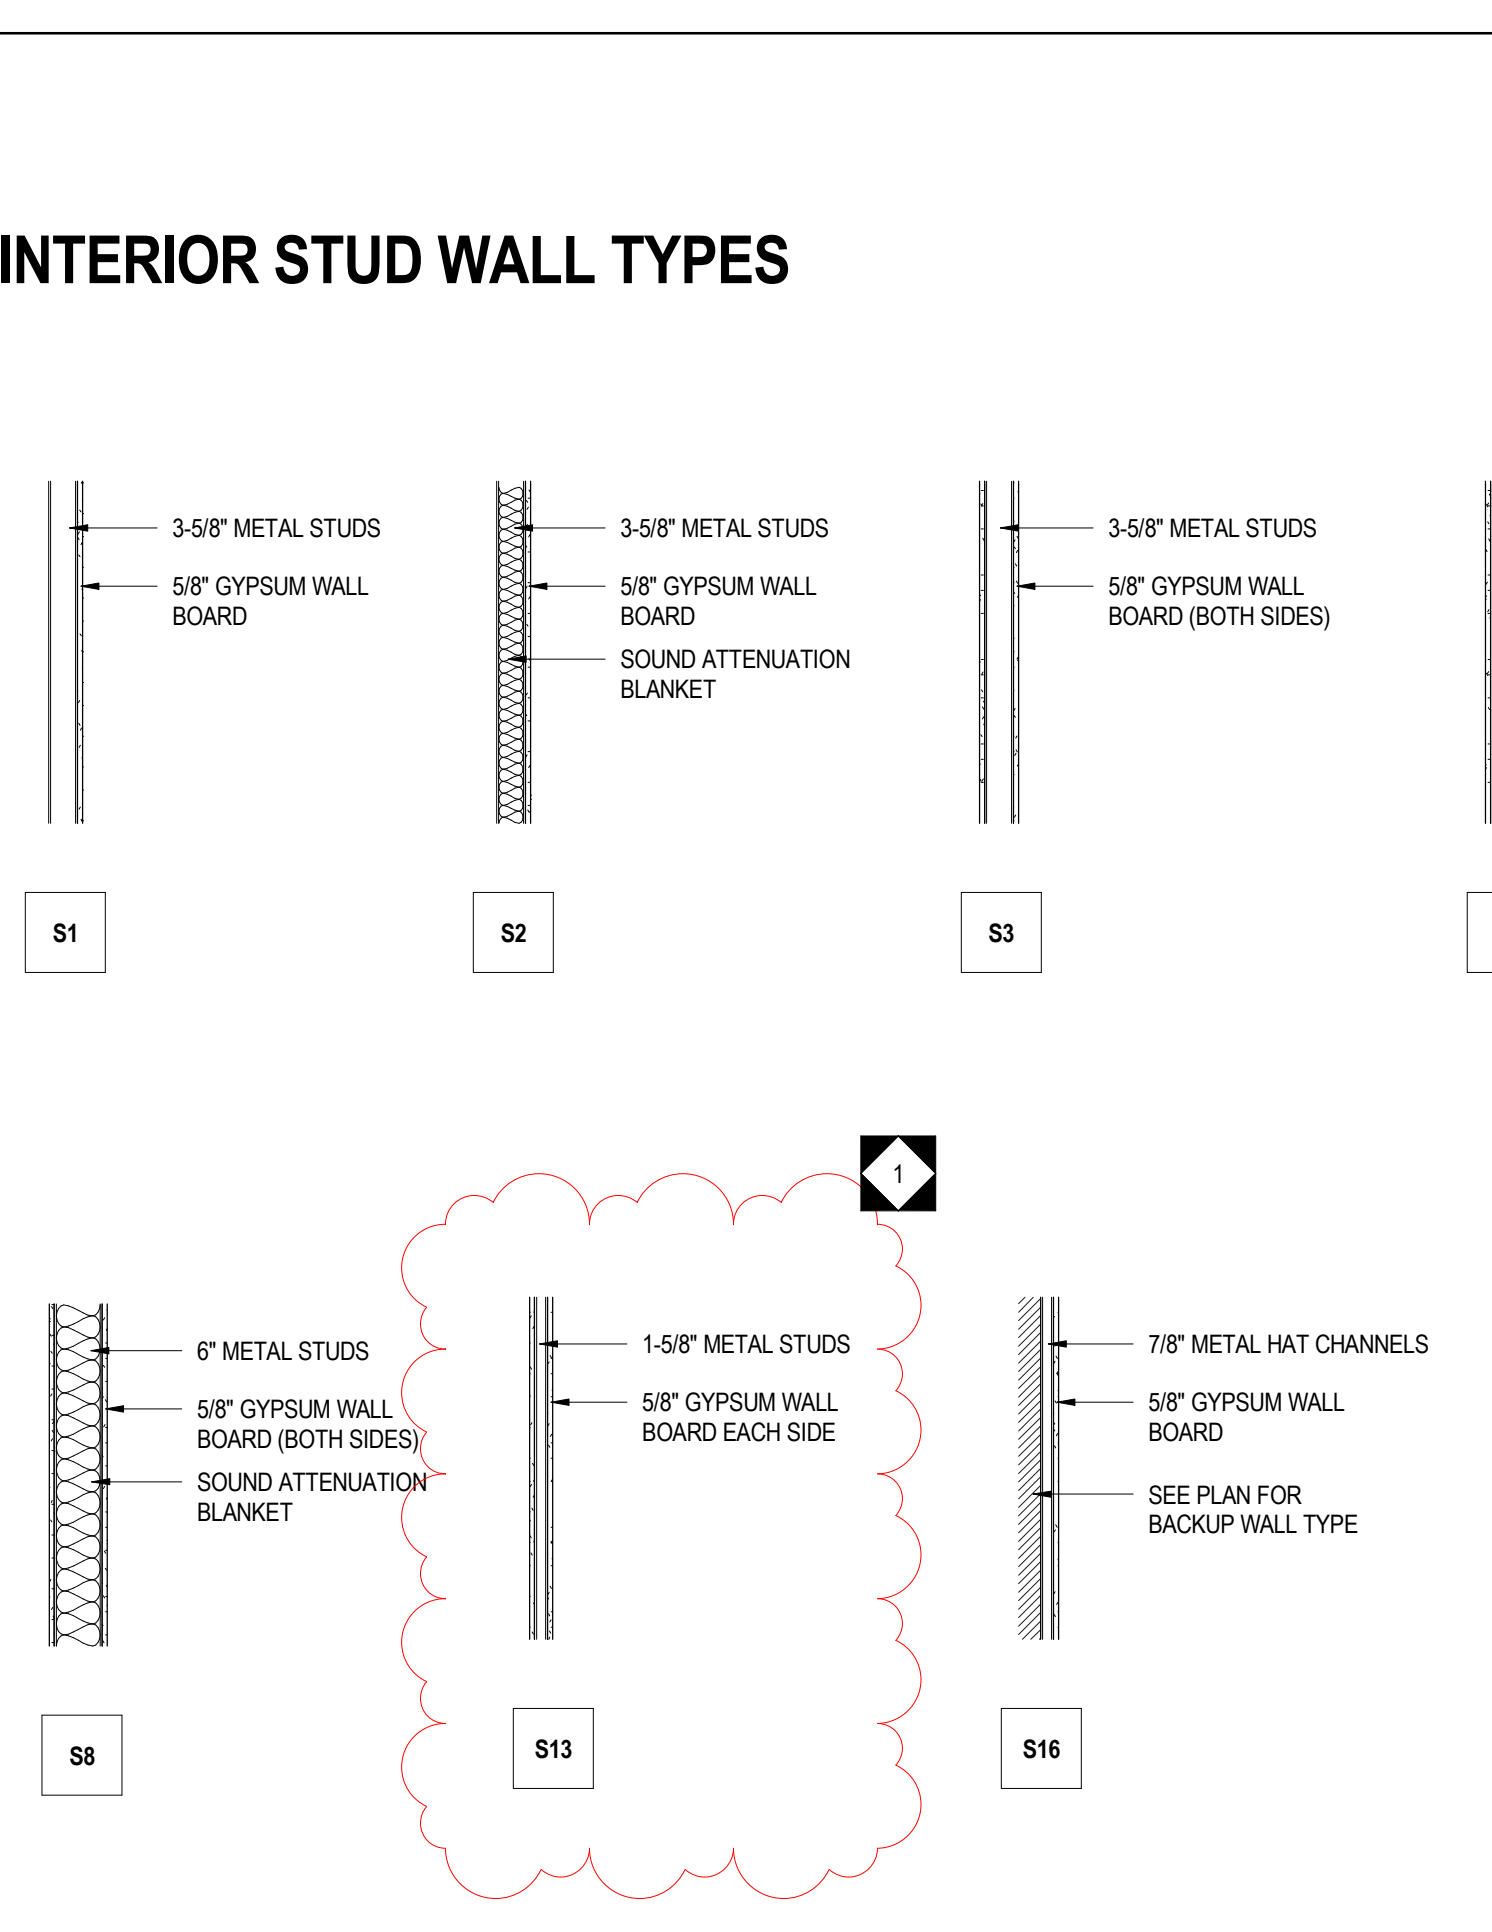 INTERIOR STUD WALL TYPES
3-5/8" METAL STUDS
5/8" GYPSUM WALL
BOARD
S1
3-5/8" METAL STUDS
5/8" GYPSUM WALL
BOARD
SOUND ATTENUATION
BLANKET
S2
3-5/8" METAL STUDS
5/8" GYPSUM WALL
BOARD (BOTH SIDES)
S3
6" METAL STUDS
5/8" GYPSUM WALL
BOARD (BOTH SIDES)
SOUND ATTENUATION
BLANKET
S8
1
1-5/8" METAL STUDS
5/8" GYPSUM WALL
BOARD EACH SIDE
S13
7/8" METAL HAT CHANNELS
5/8" GYPSUM WALL
BOARD
SEE PLAN FOR
BACKUP WALL TYPE
S16